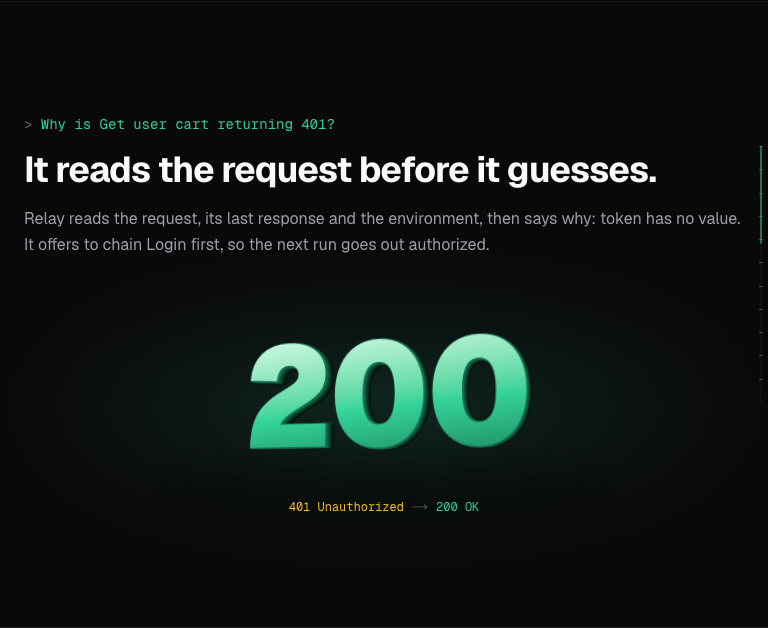 > Why is Get user cart returning 401?
It reads the request before it guesses.
Relay reads the request, its last response and the environment, then says why: token has no value.
It offers to chain Login first, so the next run goes out authorized.
200
401 Unauthorized → 200 OK